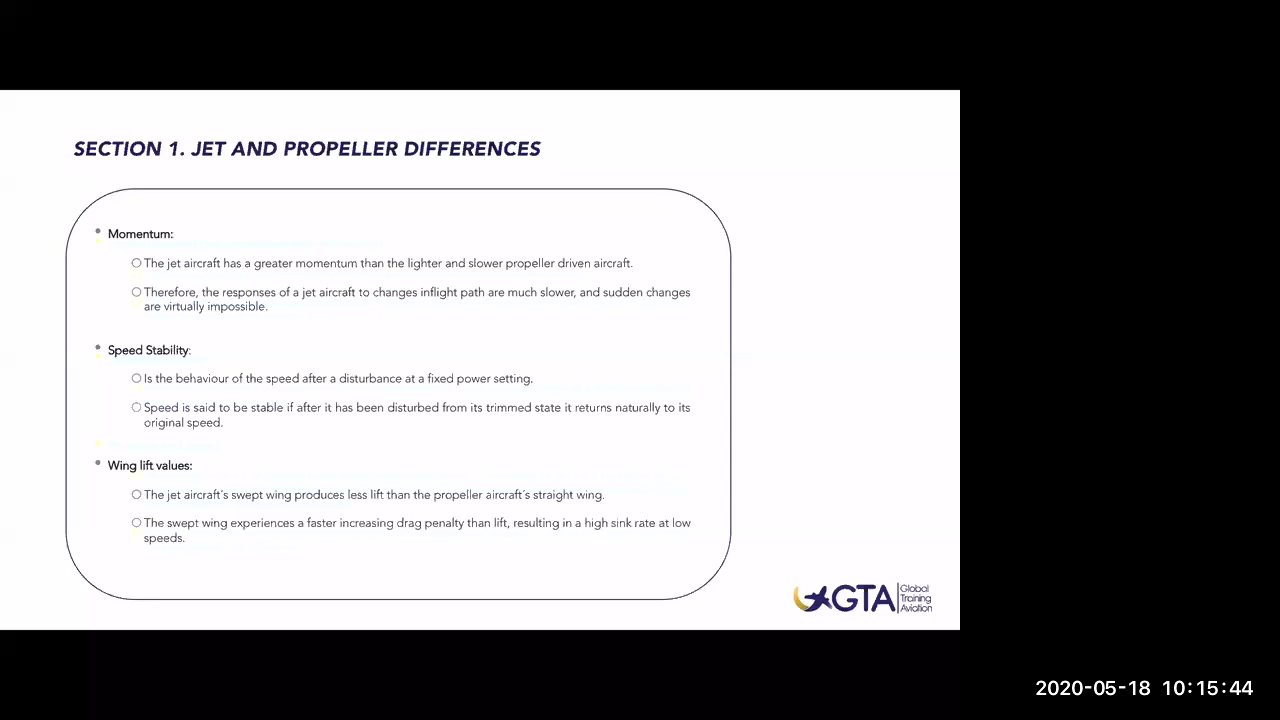 SECTION 1. JET AND PROPELLER DIFFERENCES
• Momentum:
○ The jet aircraft has a greater momentum than the lighter and slower propeller driven aircraft.
○ Therefore, the responses of a jet aircraft to changes inflight path are much slower, and sudden changes
are virtually impossible.
• Speed Stability:
○ Is the behaviour of the speed after a disturbance at a fixed power setting.
○ Speed is said to be stable if after it has been disturbed from its trimmed state it returns naturally to its
original speed.
• Wing lift values:
○ The jet aircraft´s swept wing produces less lift than the propeller aircraft´s straight wing.
○ The swept wing experiences a faster increasing drag penalty than lift, resulting in a high sink rate at low
speeds.
GTA Global
Training
Aviation
2020-05-18 10:15:44